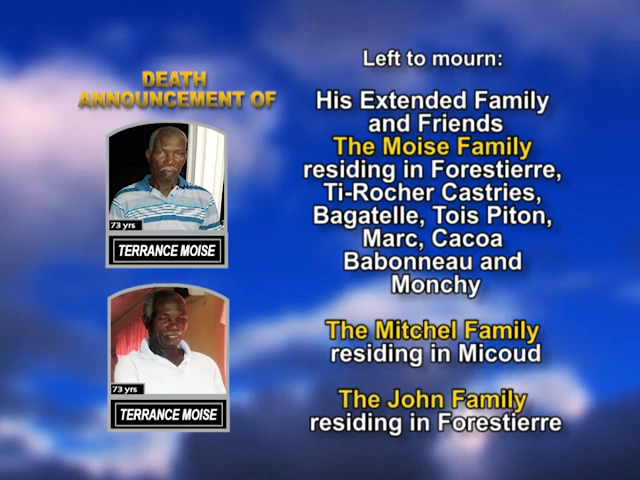 DEATH
ANNOUNCEMENT OF
73 yrs
TERRANCE MOISE
73 yrs
TERRANCE MOISE
Left to mourn:
His Extended Family
and Friends
The Moise Family
residing in Forestierre,
Ti-Rocher Castries,
Bagatelle, Tois Piton,
Marc, Cacoa
Babonneau and
Monchy
The Mitchel Family
residing in Micoud
The John Family
residing in Forestierre